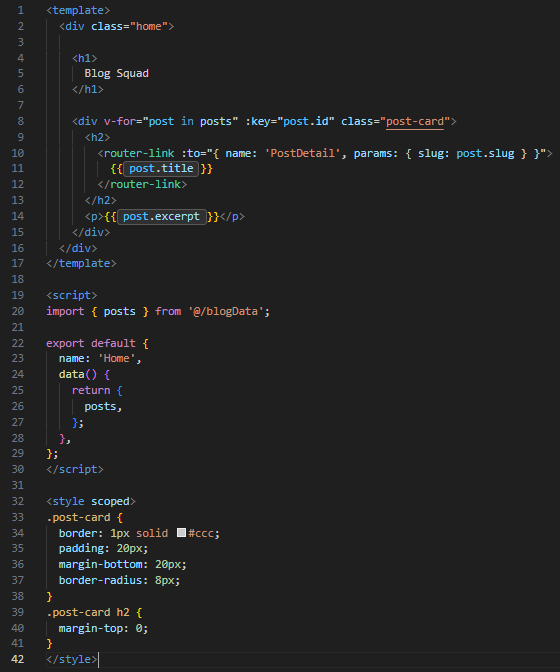 1 <template>
2   <div class="home">
3
4     <h1>
5       Blog Squad
6     </h1>
7
8     <div v-for="post in posts" :key="post.id" class="post-card">
9       <h2>
10         <router-link :to="{ name: 'PostDetail', params: { slug: post.slug } }">
11           {{ post.title }}
12         </router-link>
13       </h2>
14       <p>{{ post.excerpt }}</p>
15     </div>
16   </div>
17 </template>
18
19 <script>
20 import { posts } from '@/blogData';
21
22 export default {
23   name: 'Home',
24   data() {
25     return {
26       posts,
27     };
28   },
29 };
30 </script>
31
32 <style scoped>
33 .post-card {
34   border: 1px solid #ccc;
35   padding: 20px;
36   margin-bottom: 20px;
37   border-radius: 8px;
38 }
39 .post-card h2 {
40   margin-top: 0;
41 }
42 </style>